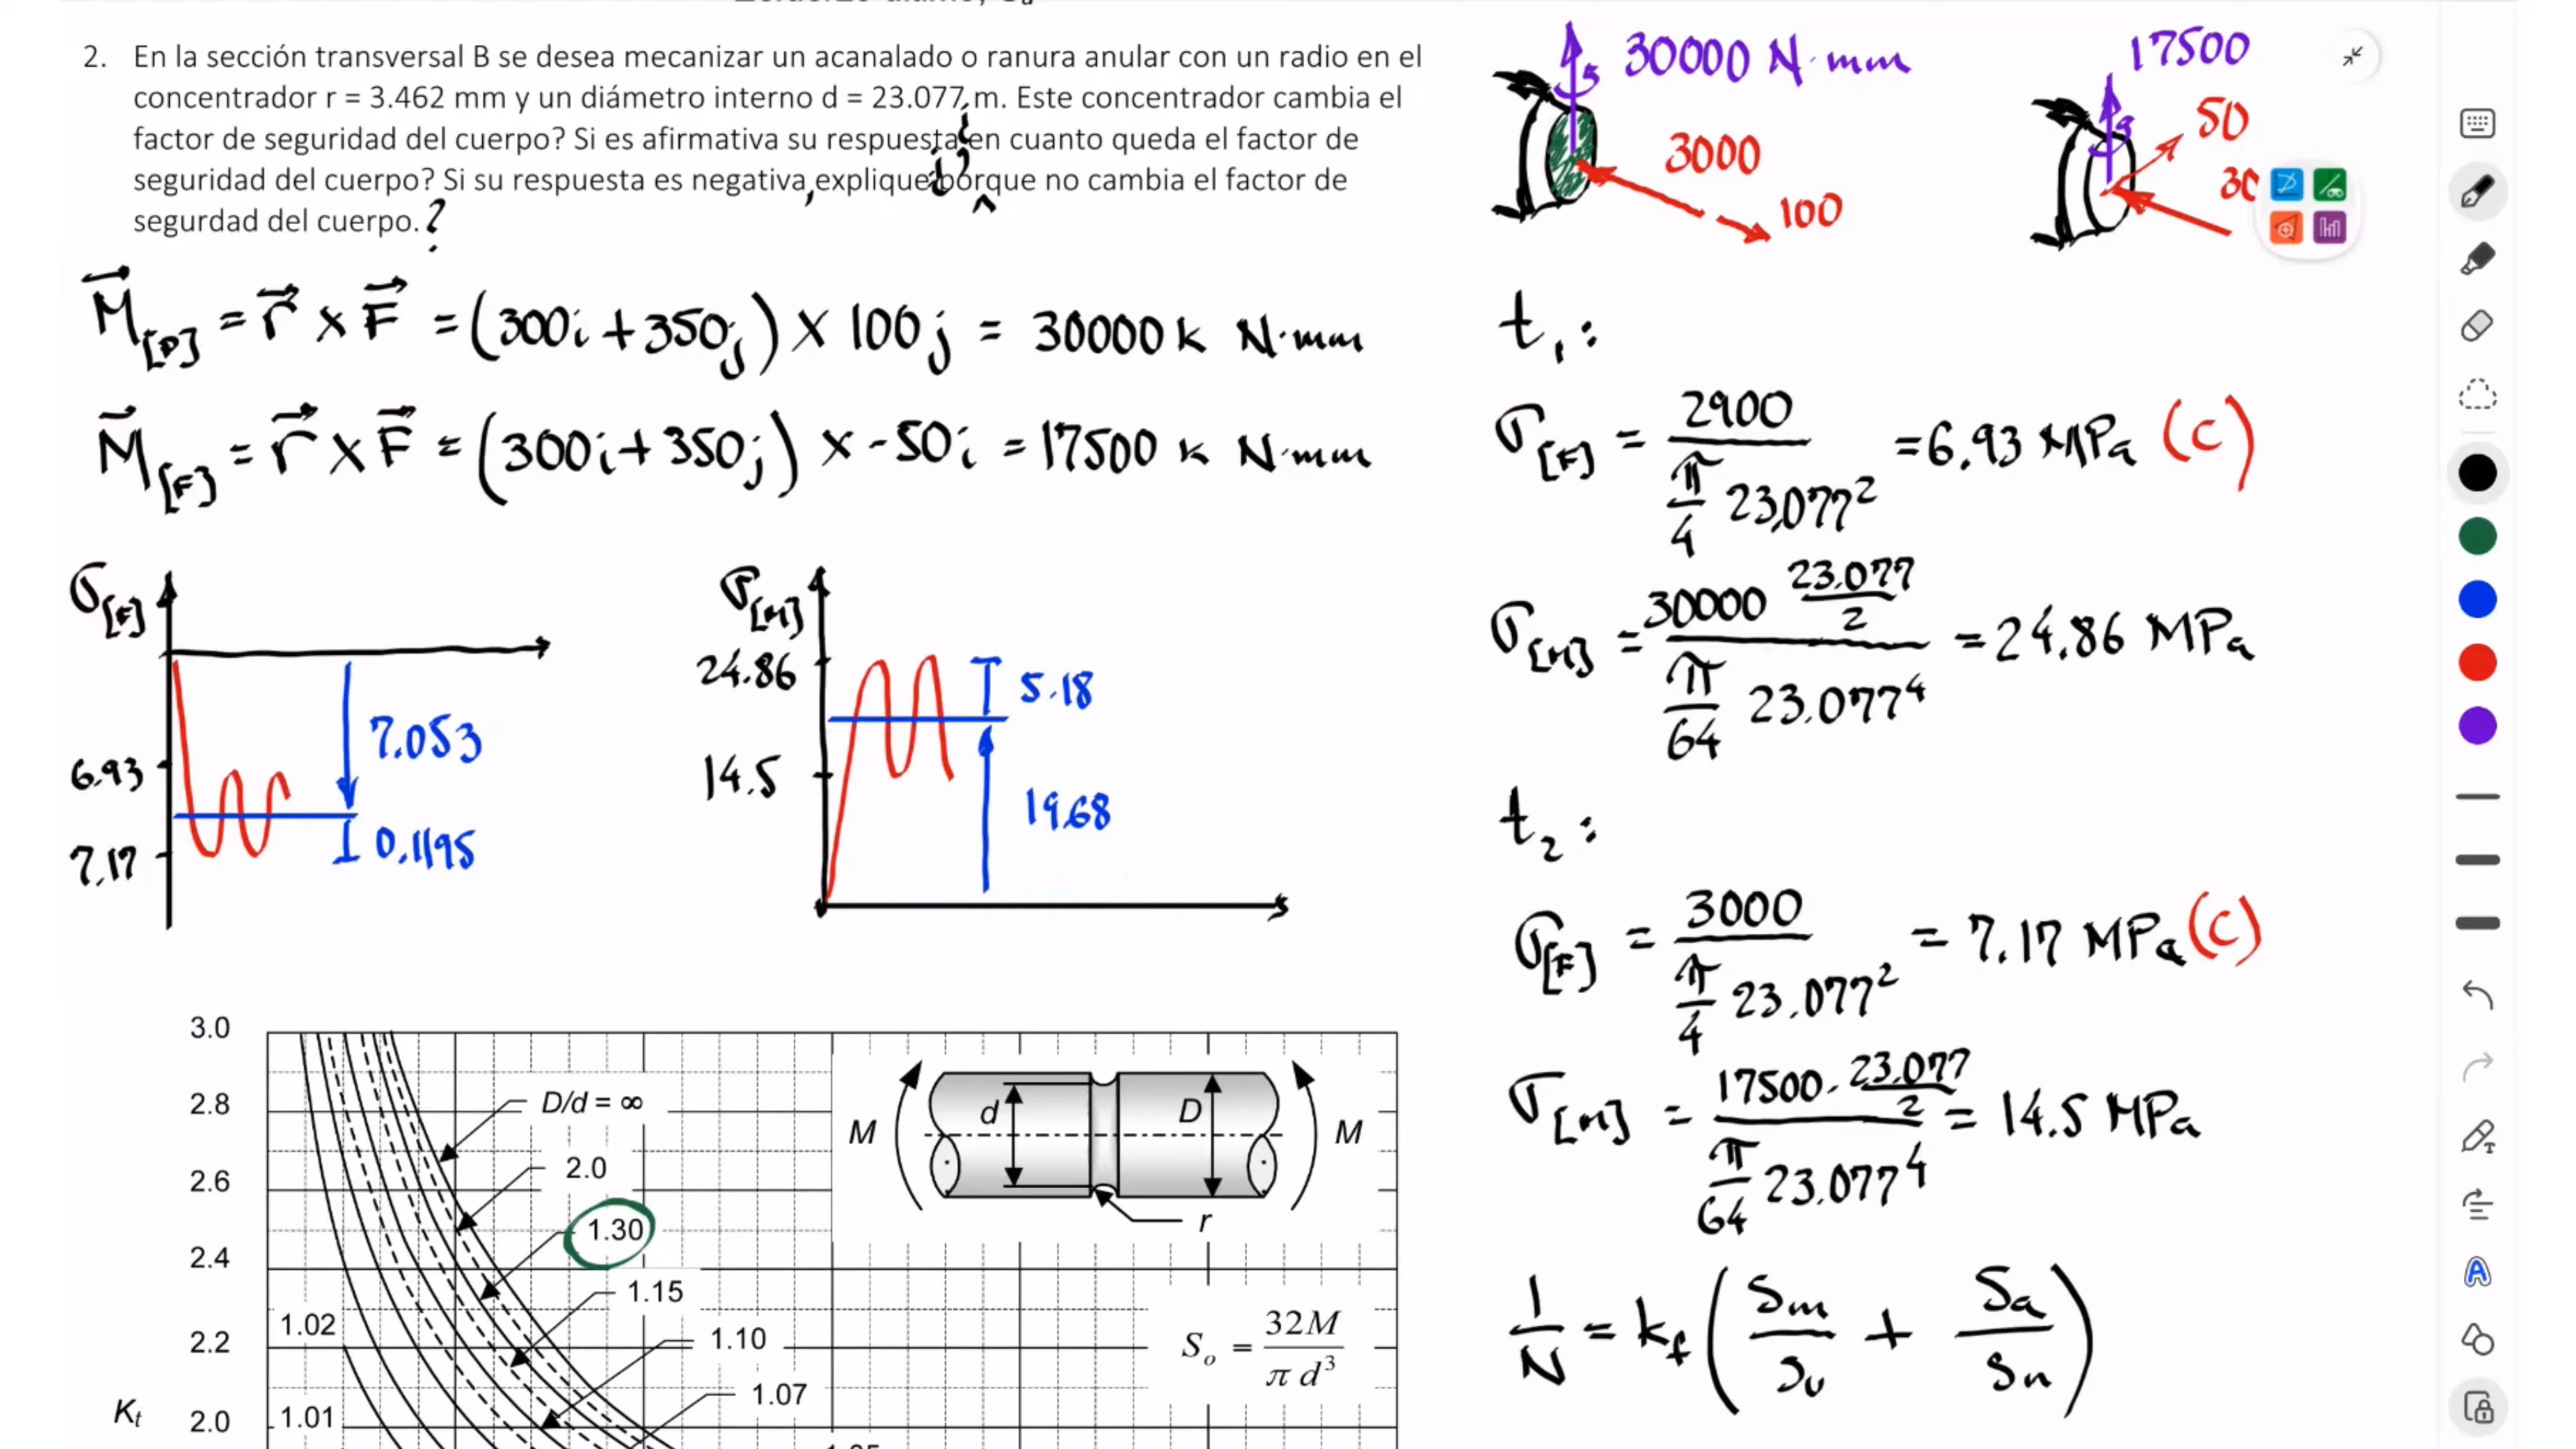 2. En la sección transversal B se desea mecanizar un acanalado o ranura anular con un radio en el
concentrador r = 3.462 mm y un diámetro interno d = 23.077 m. Este concentrador cambia el
factor de seguridad del cuerpo? Si es afirmativa su respuesta ¿en cuanto queda el factor de
seguridad del cuerpo? Si su respuesta es negativa, explique ¿porque no cambia el factor de
segurdad del cuerpo.?
M⃗[D] = r⃗ x F⃗ = (300i + 350j) x 100j = 30000k N·mm
M⃗[F] = r⃗ x F⃗ = (300i + 350j) x -50i = 17500 k N·mm
σ[F]
6.93
7.17
7.053
0.1195
σ[M]
24.86
14.5
5.18
19.68
3.0
2.8
2.6
2.4
2.2
2.0
Kt
D/d = ∞
2.0
1.30
1.15
1.10
1.07
1.02
1.01
M
d
D
M
r
So = 32M / π d³
30000 N·mm
3000
100
17500
50
t1:
σ[F] = 2900 / (π/4 23.077²) = 6.93 MPa (C)
σ[M] = 30000 23.077/2 / (π/64 23.077⁴) = 24.86 MPa
t2:
σ[F] = 3000 / (π/4 23.077²) = 7.17 MPa (C)
σ[M] = 17500 · 23.077/2 / (π/64 23.077⁴) = 14.5 MPa
1/N = kf (Sm/Su + Sa/Sn)